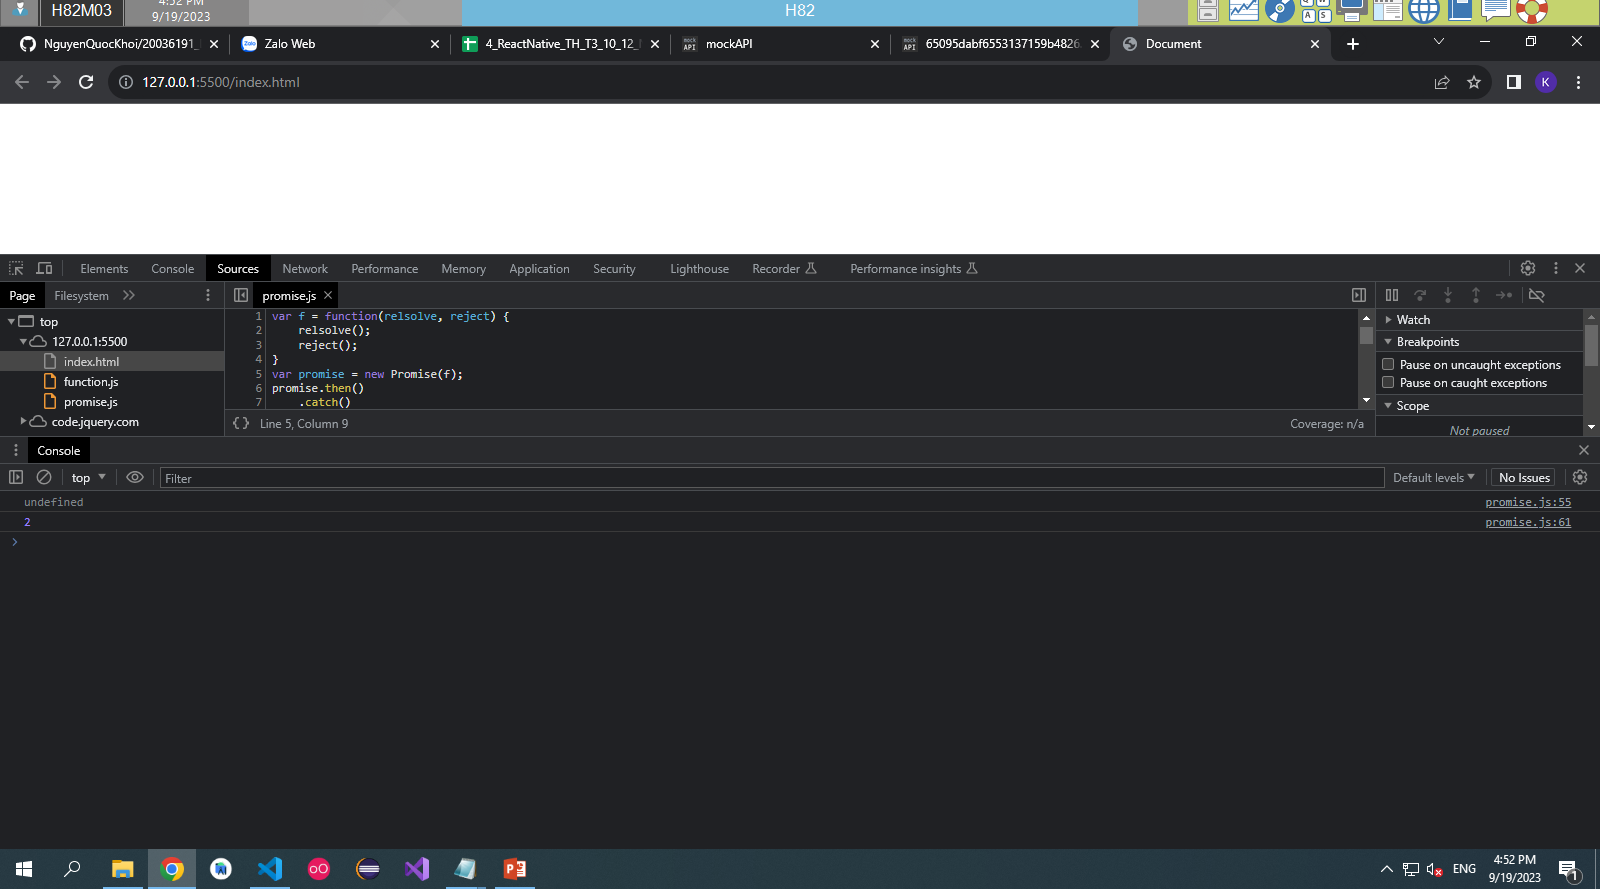 H82M03
4:52 PM
9/19/2023
H82
NguyenQuocKhoi/20036191_
Zalo Web
4_ReactNative_TH_T3_10_12_
mockAPI
65095dabf6553137159b4826.
Document
127.0.0.1:5500/index.html
K
Elements
Console
Sources
Network
Performance
Memory
Application
Security
Lighthouse
Recorder
Performance insights
Page
Filesystem
promise.js
top
127.0.0.1:5500
index.html
function.js
promise.js
code.jquery.com
1 var f = function(relsolve, reject) {
2 relsolve();
3 reject();
4 }
5 var promise = new Promise(f);
6 promise.then()
7 .catch()
{} Line 5, Column 9
Coverage: n/a
Watch
Breakpoints
Pause on uncaught exceptions
Pause on caught exceptions
Scope
Not paused
Console
top
Filter
Default levels
No Issues
undefined
promise.js:55
2
promise.js:61
ENG
4:52 PM
9/19/2023
1